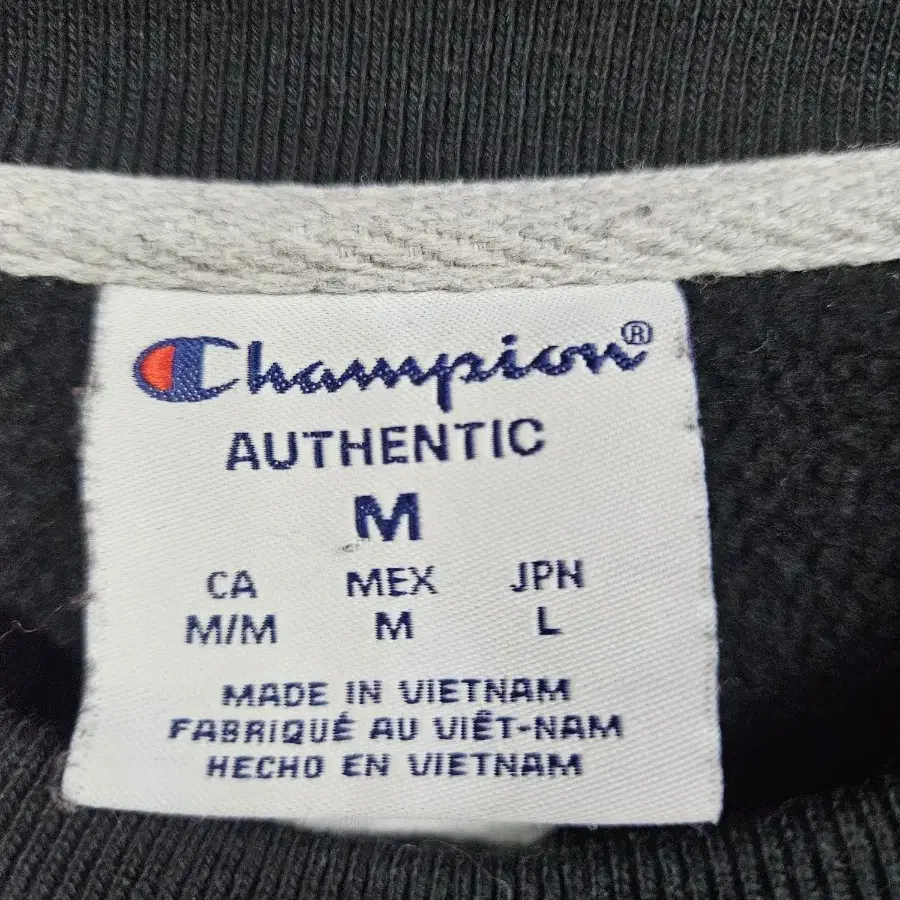 Champion®
AUTHENTIC
M
CA MEX JPN
M/M M L
MADE IN VIETNAM
FABRIQUÉ AU VIÊT-NAM
HECHO EN VIETNAM